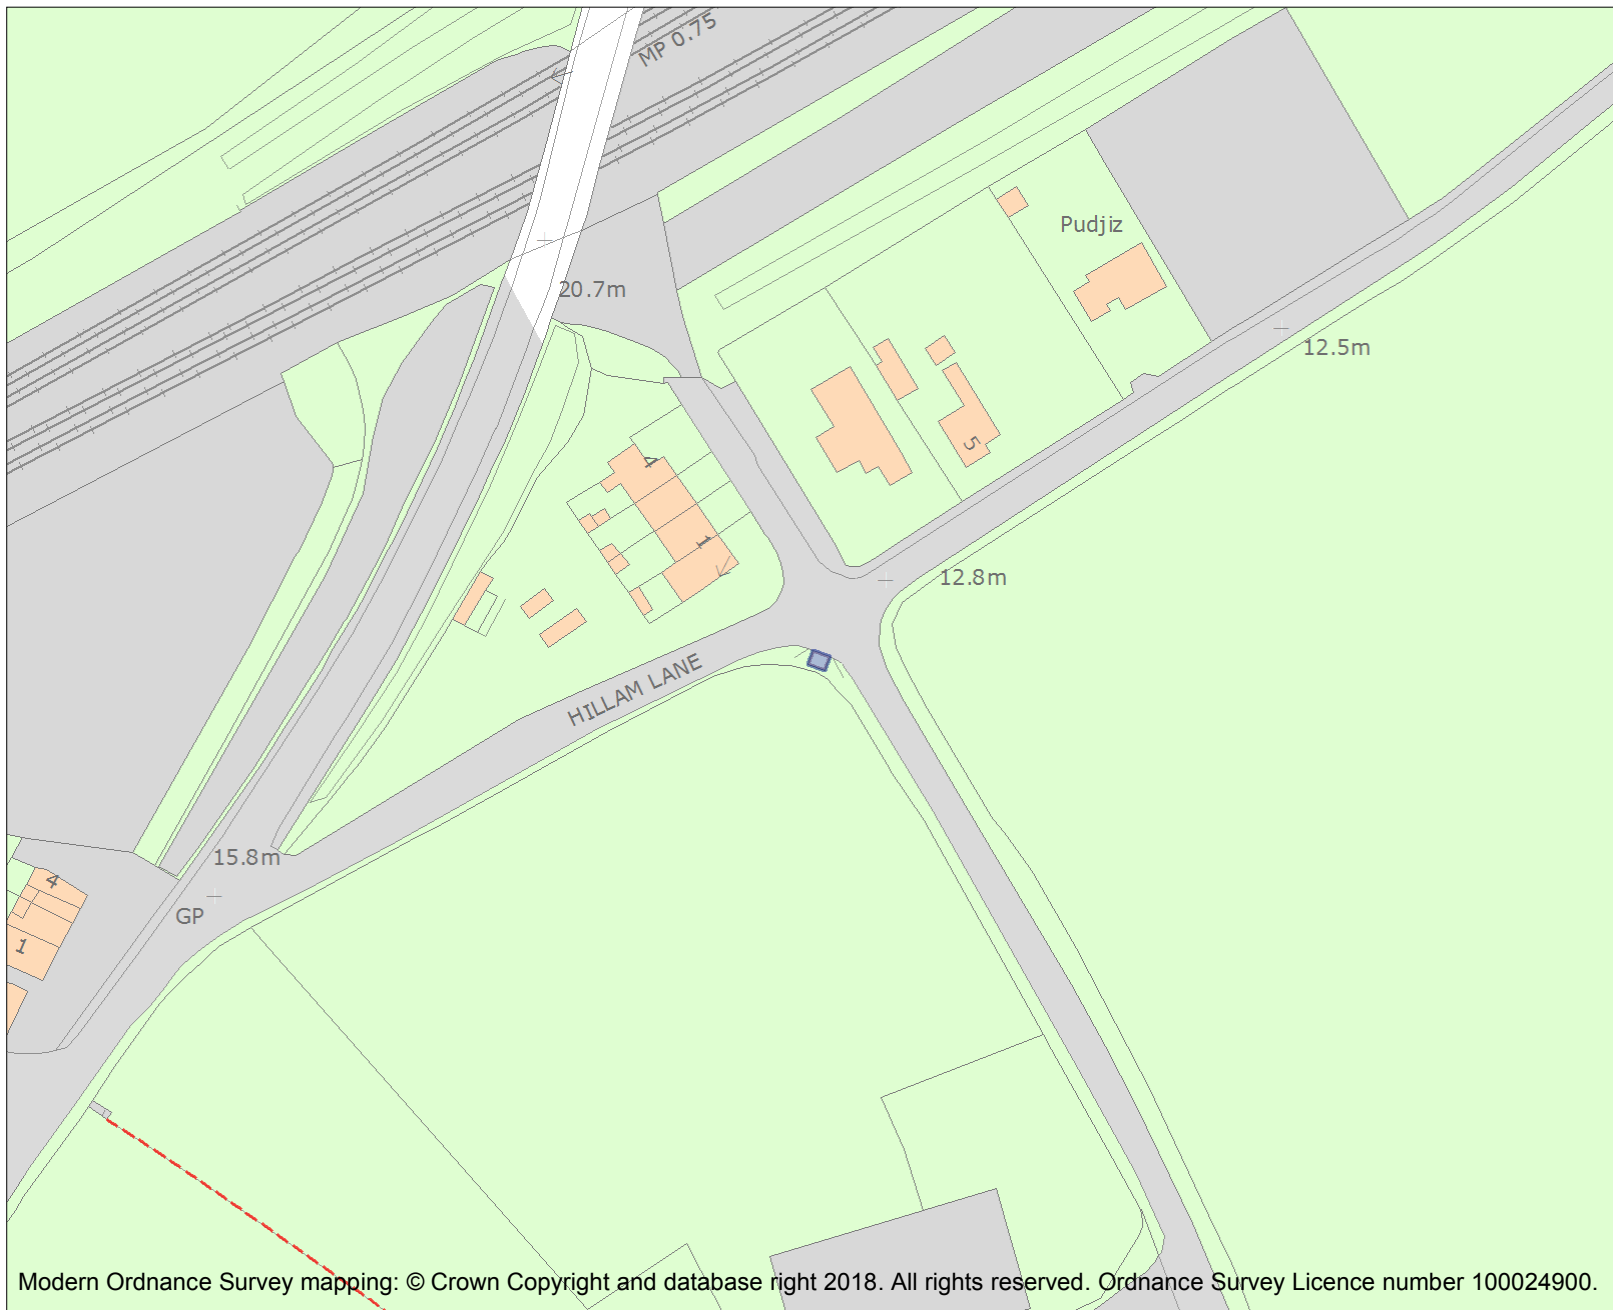 MP 0.75
Pudjiz
20.7m
12.5m
5
4
1
12.8m
HILLAM LANE
15.8m
4
GP
1
Modern Ordnance Survey mapping: © Crown Copyright and database right 2018. All rights reserved. Ordnance Survey Licence number 100024900.